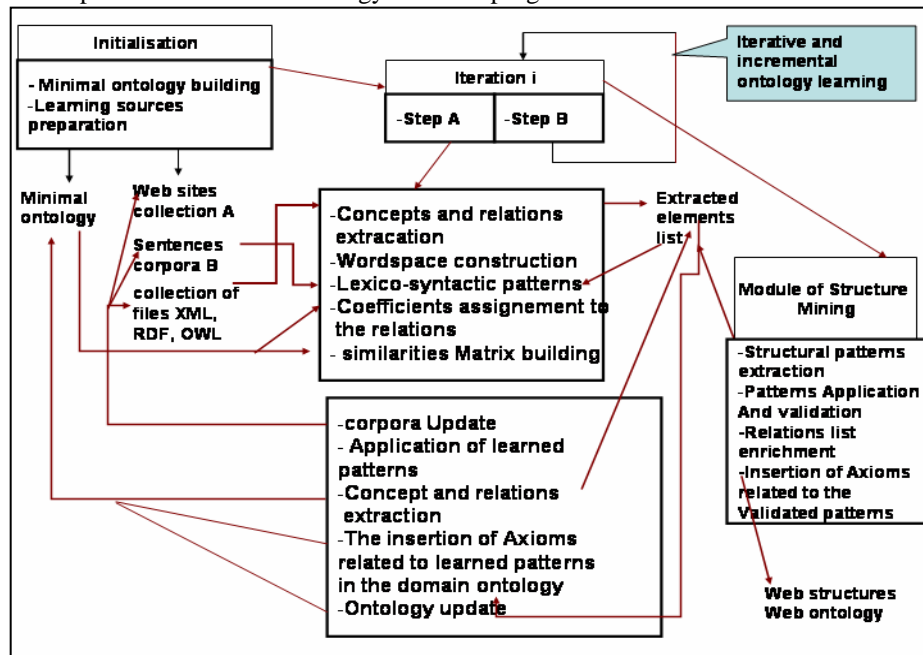 Initialisation
- Minimal ontology building
-Learning sources
preparation
Iteration i
-Step A
-Step B
Iterative and
incremental
ontology learning
Minimal
ontology
Web sites
collection A
Sentences
corpora B
collection of
files XML,
RDF, OWL
-Concepts and relations
extracation
-Wordspace construction
-Lexico-syntactic patterns
-Coefficients assignement to
the relations
- similarities Matrix building
Extracted
elements
list
Module of Structure
Mining
-Structural patterns
extraction
-Patterns Application
And validation
-Relations list
enrichment
-Insertion of Axioms
related to the
Validated patterns
-corpora Update
- Application of learned
patterns
-Concept and relations
extraction
-The insertion of Axioms
related to learned patterns
in the domain ontology
-Ontology update
Web structures
Web ontology